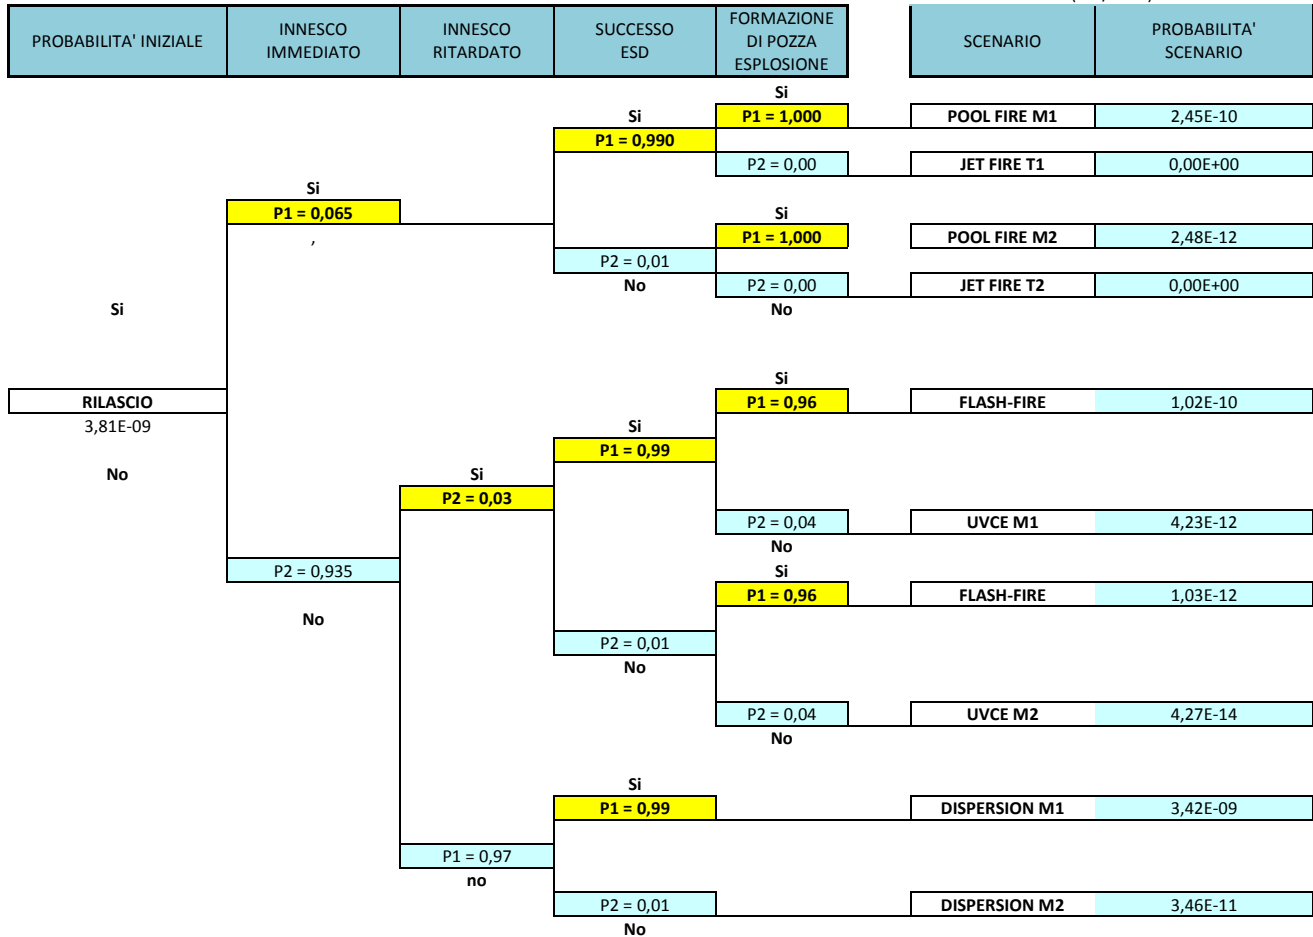 PROBABILITA' INIZIALE
INNESCO
IMMEDIATO
INNESCO
RITARDATO
SUCCESSO
ESD
FORMAZIONE
DI POZZA
ESPLOSIONE
SCENARIO
PROBABILITA'
SCENARIO
Si
Si
P1 = 1,000
POOL FIRE M1
2,45E-10
P1 = 0,990
P2 = 0,00
JET FIRE T1
0,00E+00
Si
P1 = 0,065
,
Si
P1 = 1,000
POOL FIRE M2
2,48E-12
P2 = 0,01
No
P2 = 0,00
JET FIRE T2
0,00E+00
Si
No
Si
RILASCIO
P1 = 0,96
FLASH-FIRE
1,02E-10
3,81E-09
Si
P1 = 0,99
No
Si
P2 = 0,03
P2 = 0,04
UVCE M1
4,23E-12
No
P2 = 0,935
Si
P1 = 0,96
FLASH-FIRE
1,03E-12
No
P2 = 0,01
No
P2 = 0,04
UVCE M2
4,27E-14
No
Si
P1 = 0,99
DISPERSION M1
3,42E-09
P1 = 0,97
no
P2 = 0,01
DISPERSION M2
3,46E-11
No